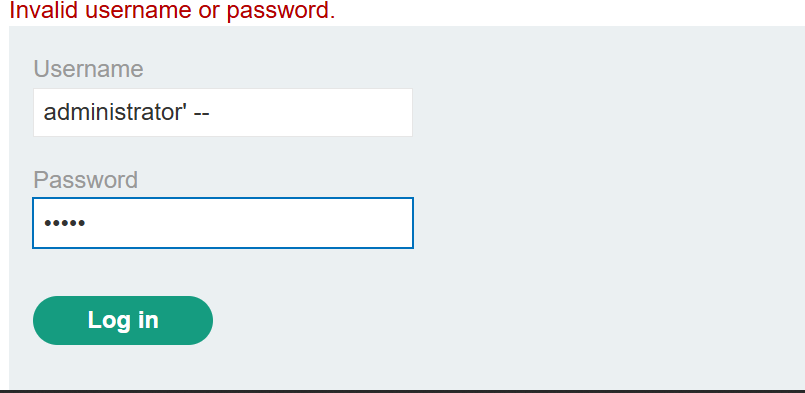 Invalid username or password.
Username
administrator' --
Password
•••••
Log in